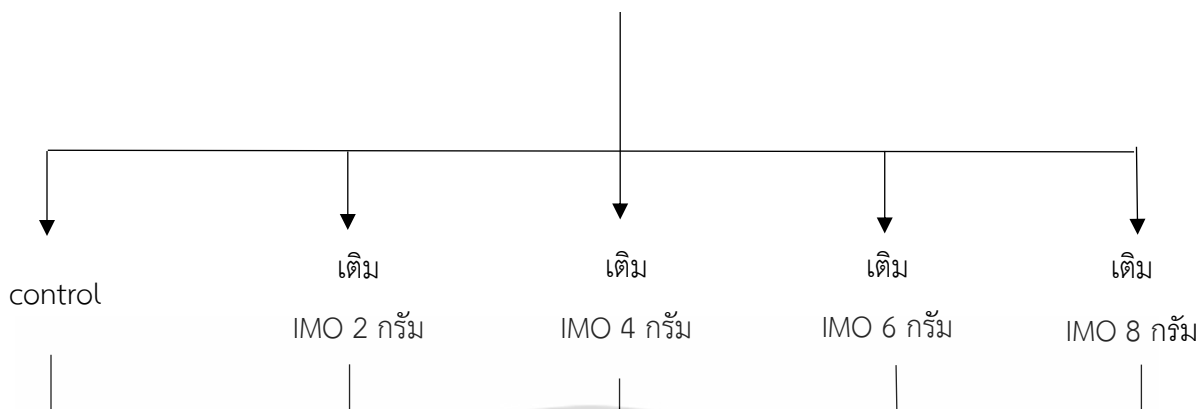 control
เติม
IMO 2 กรัม
เติม
IMO 4 กรัม
เติม
IMO 6 กรัม
เติม
IMO 8 กรัม